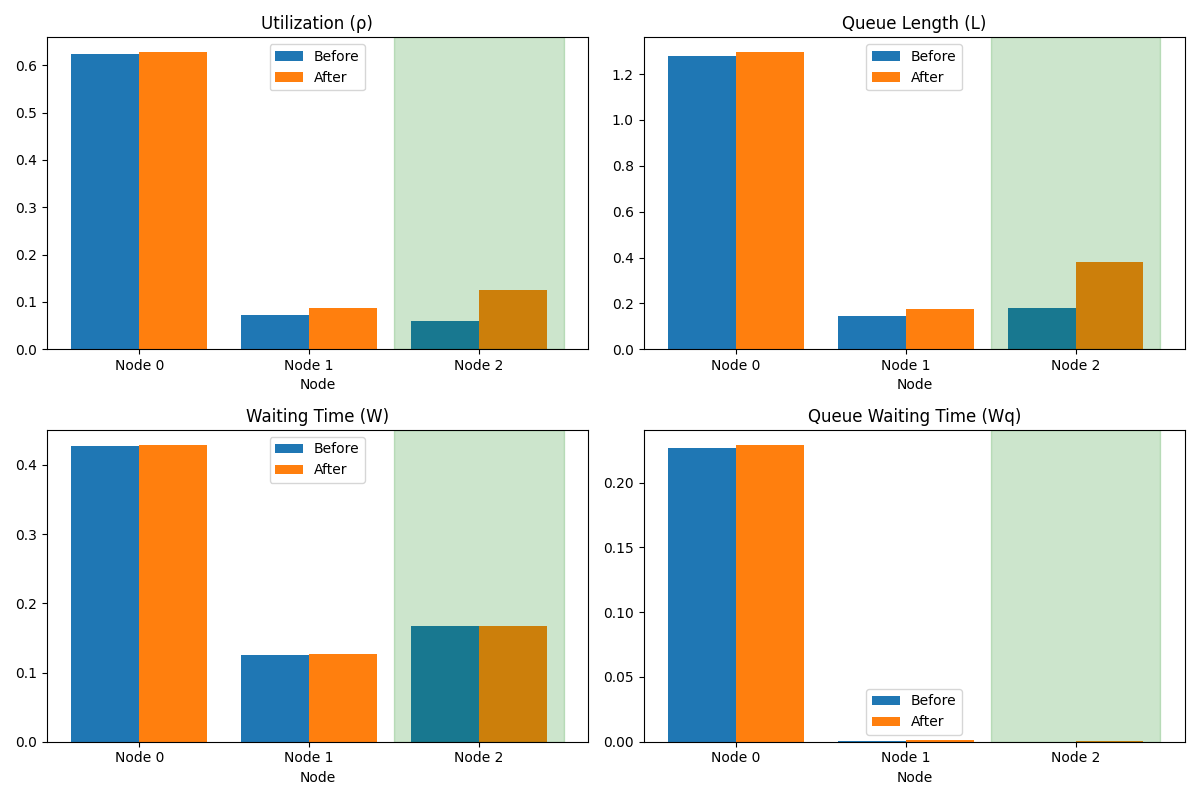 Utilization (ρ)
0.6
0.5
0.4
0.3
0.2
0.1
0.0
Before
After
Node 0
Node 1
Node 2
Node
Queue Length (L)
1.2
1.0
0.8
0.6
0.4
0.2
0.0
Before
After
Node 0
Node 1
Node 2
Node
Waiting Time (W)
0.4
0.3
0.2
0.1
0.0
Before
After
Node 0
Node 1
Node 2
Node
Queue Waiting Time (Wq)
0.20
0.15
0.10
0.05
0.00
Before
After
Node 0
Node 1
Node 2
Node